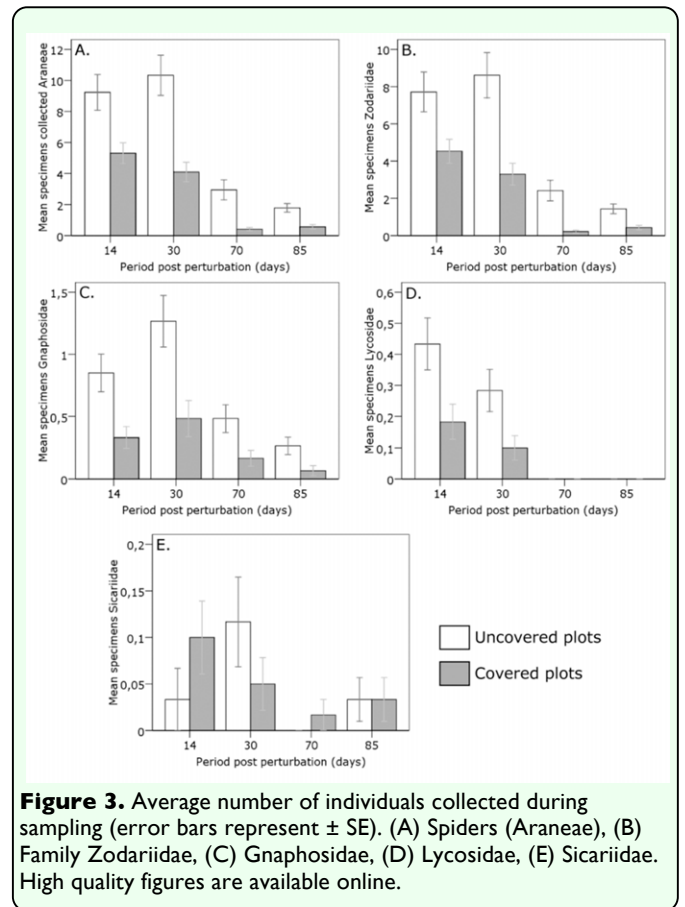 A.
Mean specimens collected Araneae
12
10
8
6
4
2
0
14 30 70 85
Period post perturbation (days)
B.
Mean specimens Zodariidae
10
8
6
4
2
0
14 30 70 85
Period post perturbation (days)
C.
Mean specimens Gnaphosidae
1,5
1
0,5
0
14 30 70 85
Period post perturbation (days)
D.
Mean specimens Lycosidae
0,6
0,5
0,4
0,3
0,2
0,1
0
14 30 70 85
Period post perturbation (days)
E.
Mean specimens Sicariidae
0,2
0,15
0,1
0,05
0
14 30 70 85
Period post perturbation (days)
Uncovered plots
Covered plots
Figure 3. Average number of individuals collected during
sampling (error bars represent ± SE). (A) Spiders (Araneae), (B)
Family Zodariidae, (C) Gnaphosidae, (D) Lycosidae, (E) Sicariidae.
High quality figures are available online.